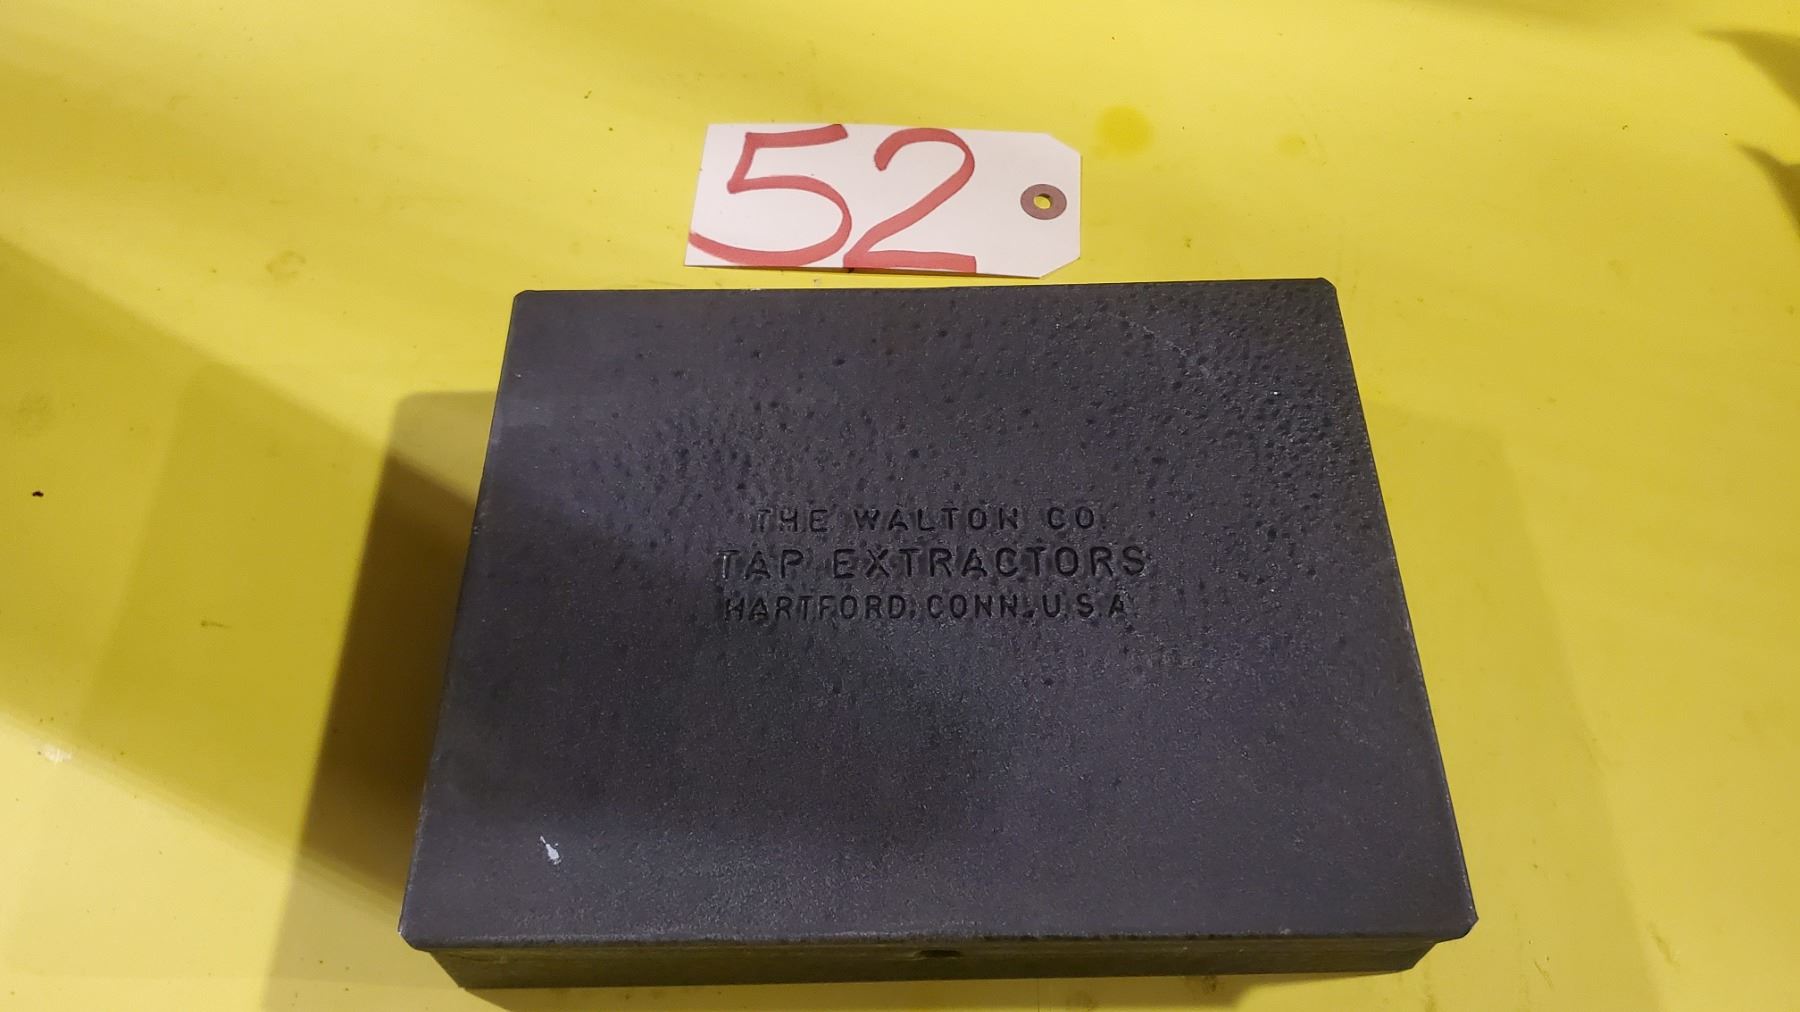 52
THE WALTON CO.
TAP EXTRACTORS
HARTFORD, CONN. U.S.A.